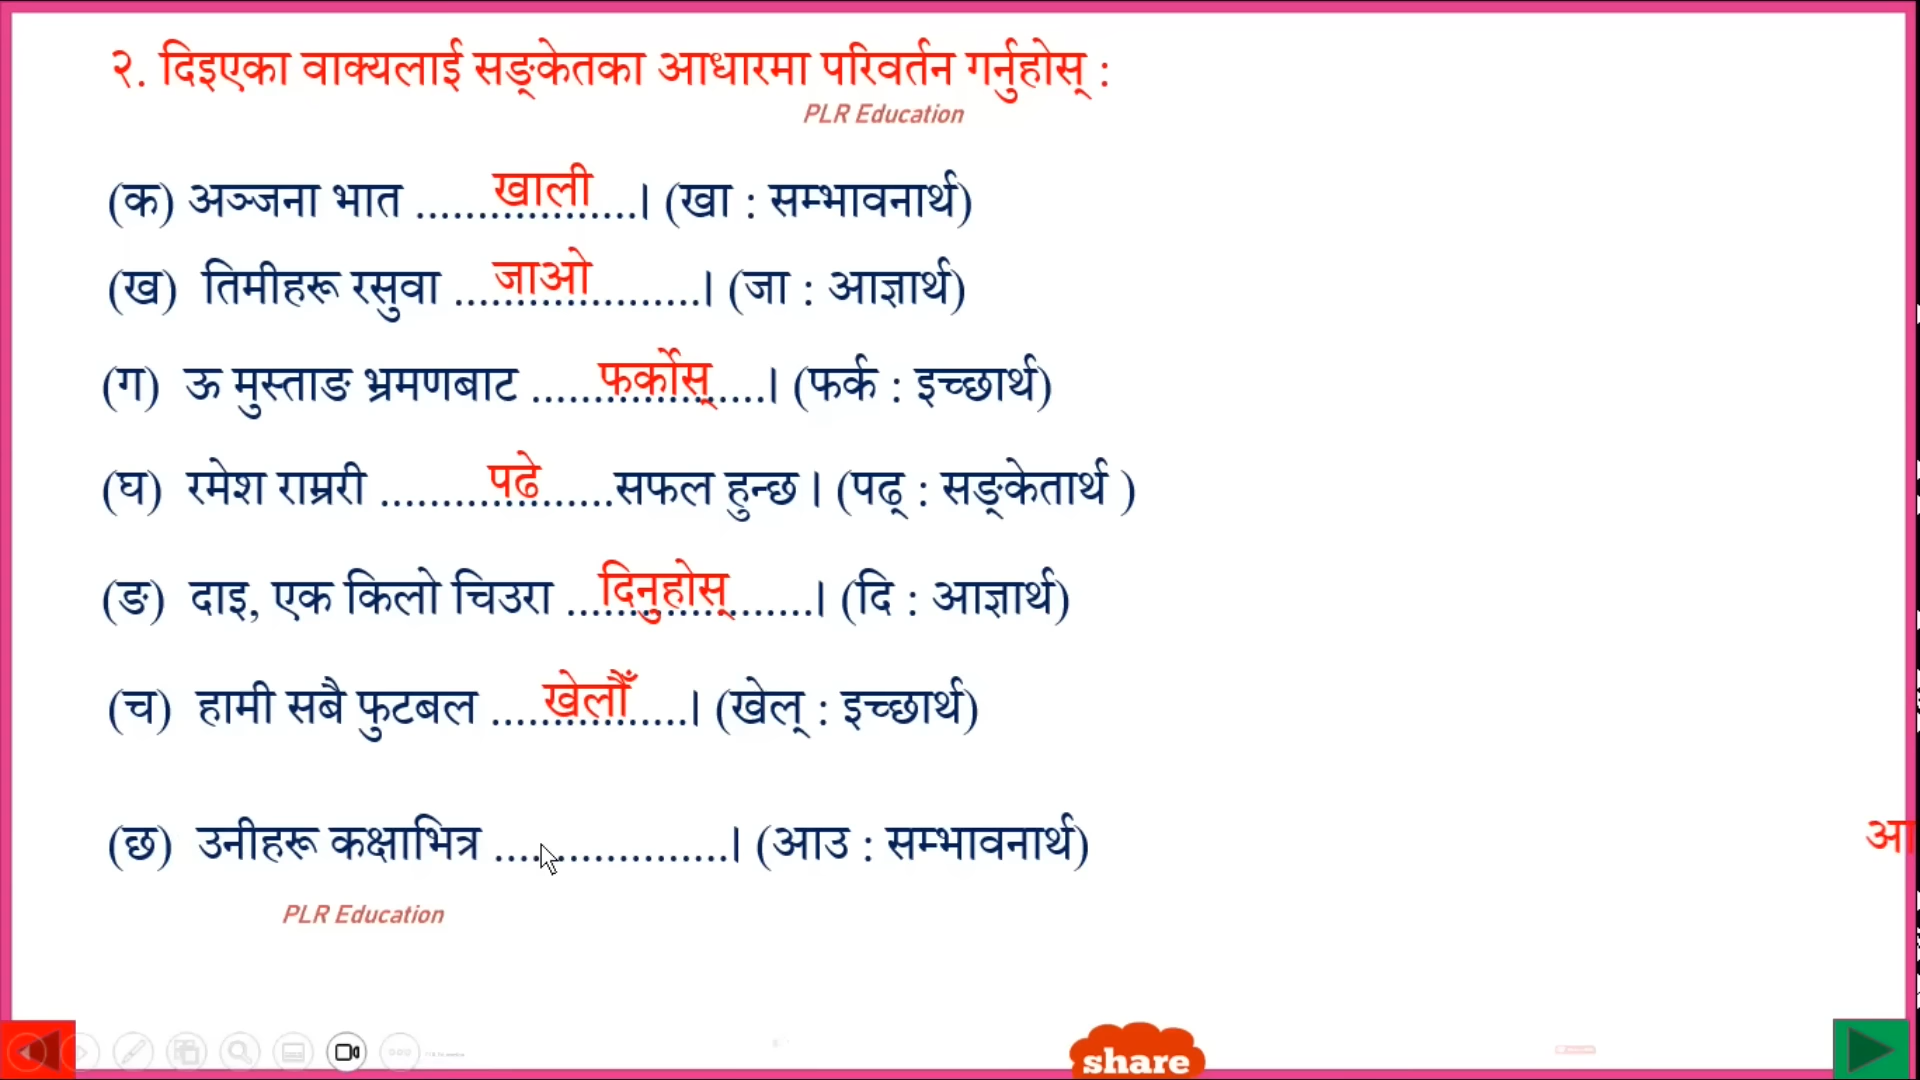 २. दिइएका वाक्यलाई सङ्केतका आधारमा परिवर्तन गर्नुहोस् :
PLR Education
(क) अञ्जना भात ..................। (खा : सम्भावनार्थ) खाली
(ख) तिमीहरू रसुवा ....................। (जा : आज्ञार्थ) जाओ
(ग) ऊ मुस्ताङ भ्रमणबाट ...................। (फर्क : इच्छार्थ) फर्कोस्
(घ) रमेश राम्ररी ...................सफल हुन्छ । (पढ् : सङ्केतार्थ ) पढे
(ङ) दाइ, एक किलो चिउरा ....................। (दि : आज्ञार्थ) दिनुहोस्
(च) हामी सबै फुटबल ................। (खेल् : इच्छार्थ) खेलौँ
(छ) उनीहरू कक्षाभित्र ...................। (आउ : सम्भावनार्थ) आ
PLR Education
share